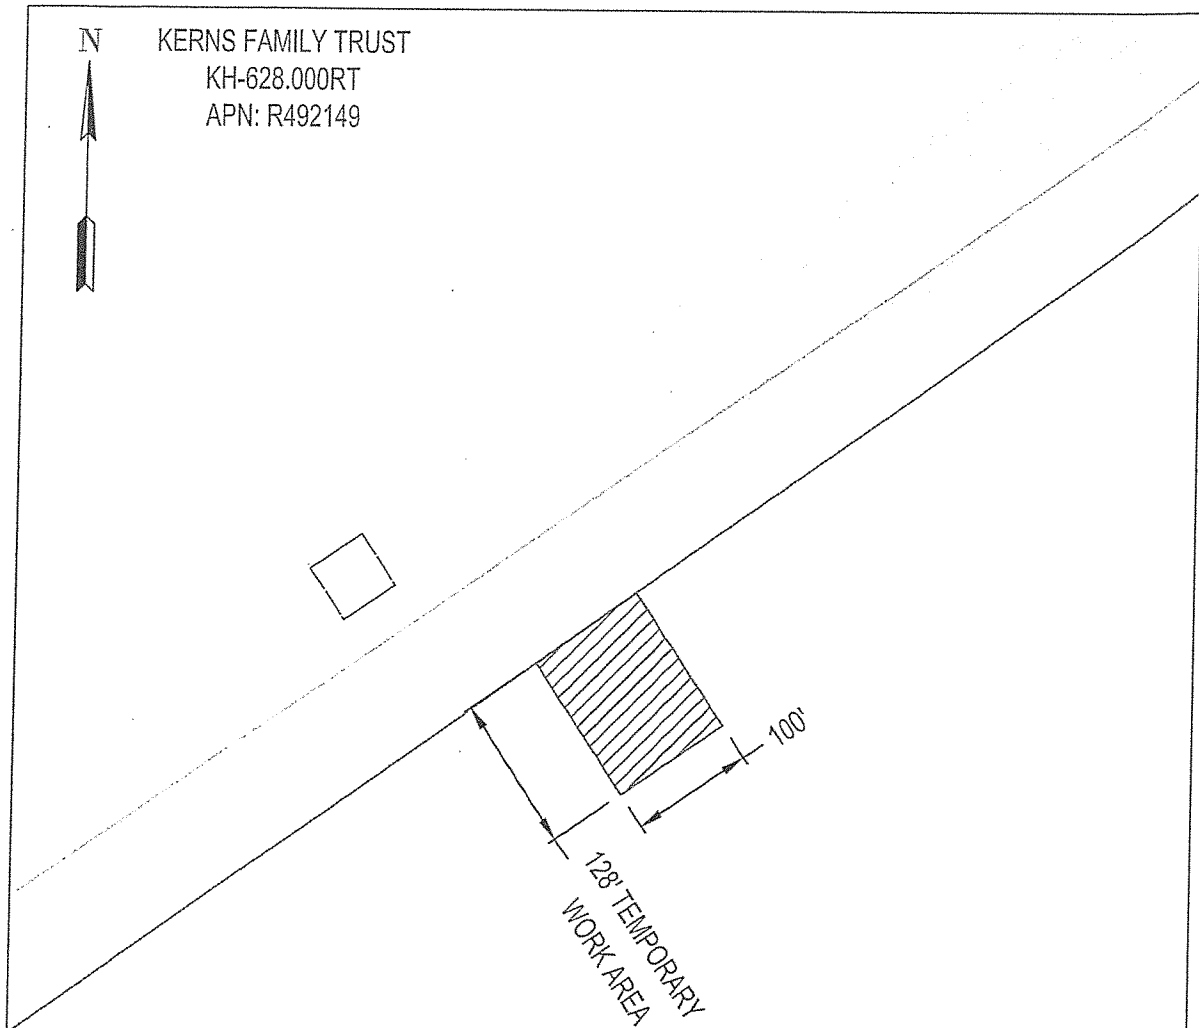 N
KERNS FAMILY TRUST
KH-628.000RT
APN: R492149
100'
128' TEMPORARY
WORK AREA